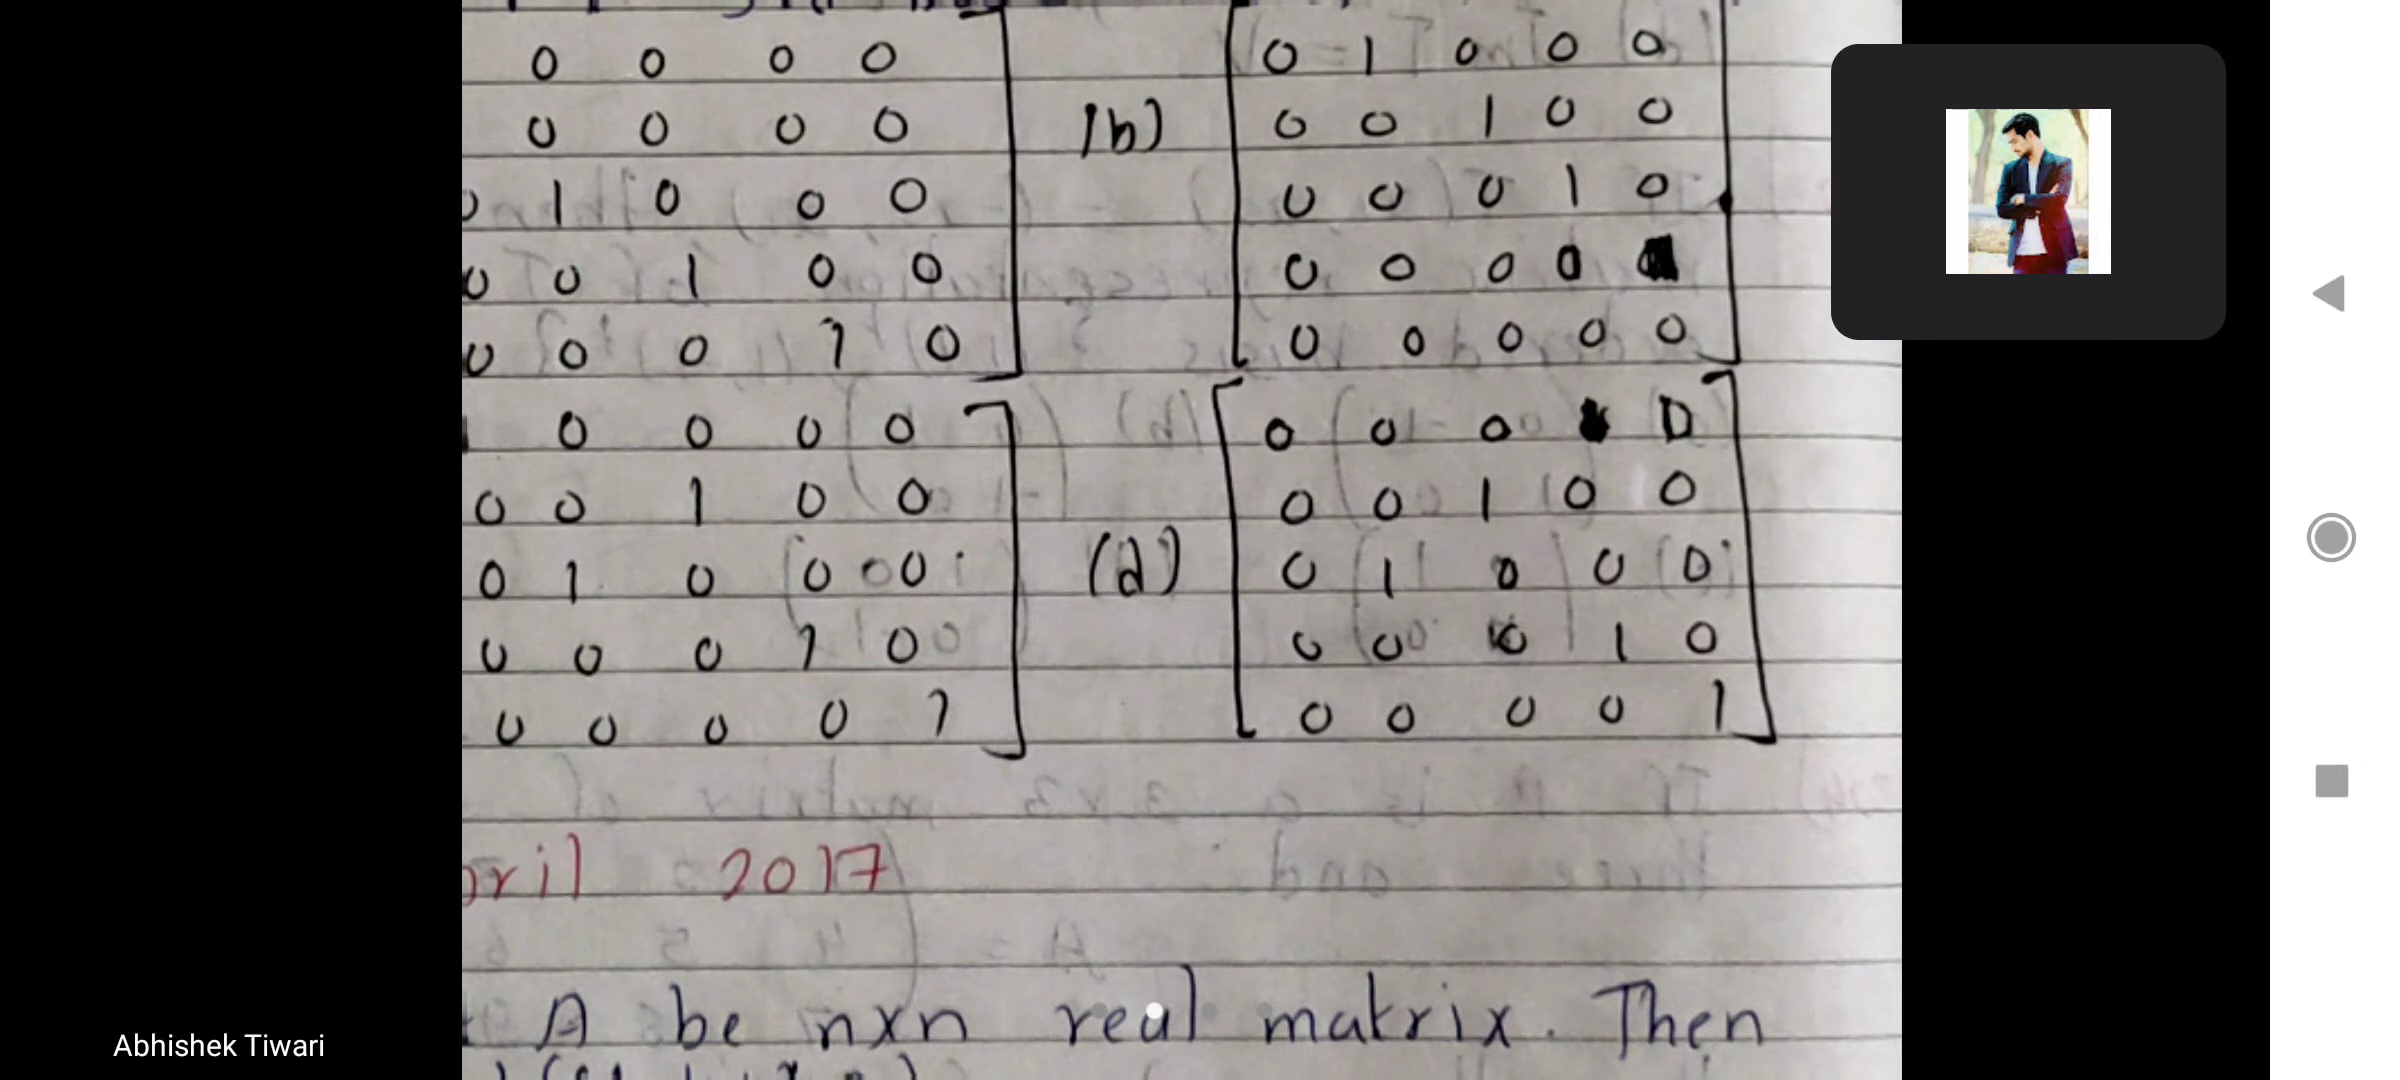 0 0 0 0
0 0 0 0
0 1 0 0 0
0 0 1 0 0
0 0 0 1 0
(b)
0 1 0 0 0
0 0 1 0 0
0 0 0 1 0
0 0 0 0
0 0 0 0 0
0 0 0 0
0 0 1 0 0
0 1 0 0 0
0 0 0 1 0
0 0 0 0 1
(d)
0 0 0 0
0 0 1 0 0
0 1 0 0 0
0 0 0 1 0
0 0 0 0 1
2017
A be nxn real matrix. Then
Abhishek Tiwari